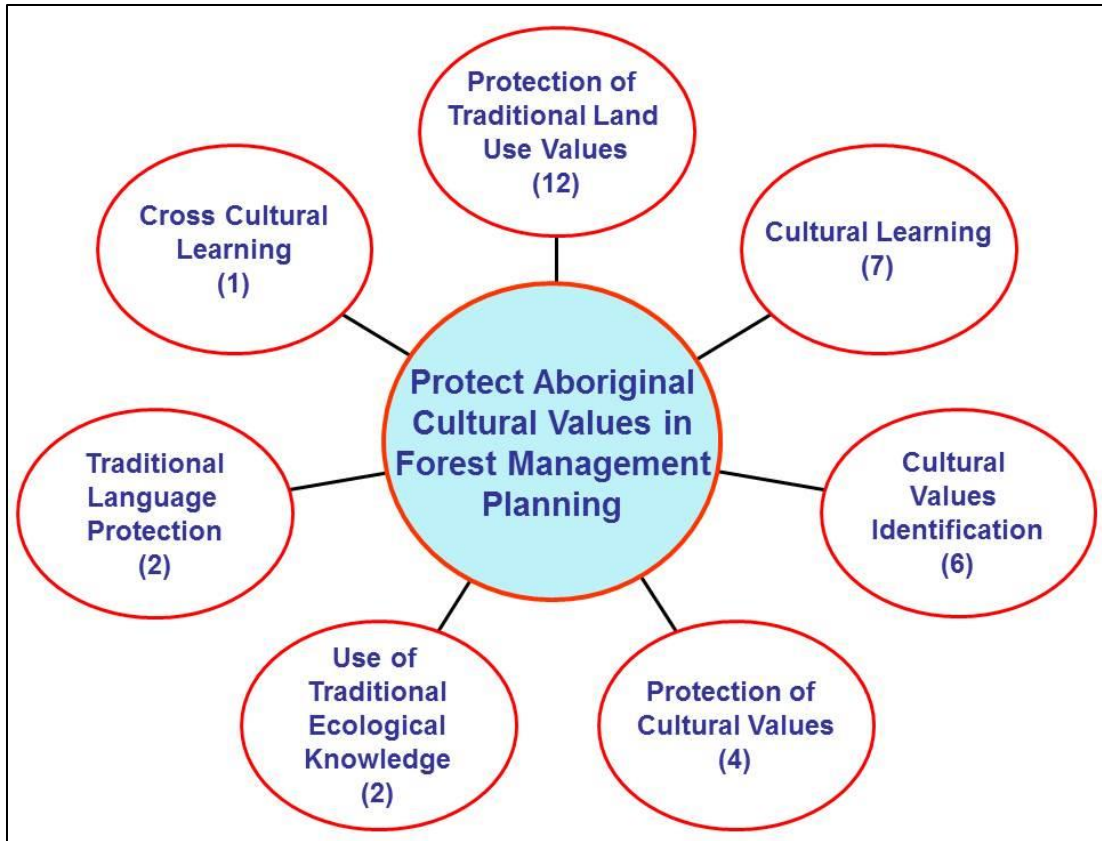 Protection of
Traditional Land
Use Values
(12)
Cultural Learning
(7)
Cultural
Values
Identification
(6)
Protection of
Cultural Values
(4)
Use of
Traditional
Ecological
Knowledge
(2)
Traditional
Language
Protection
(2)
Cross Cultural
Learning
(1)
Protect Aboriginal
Cultural Values in
Forest Management
Planning